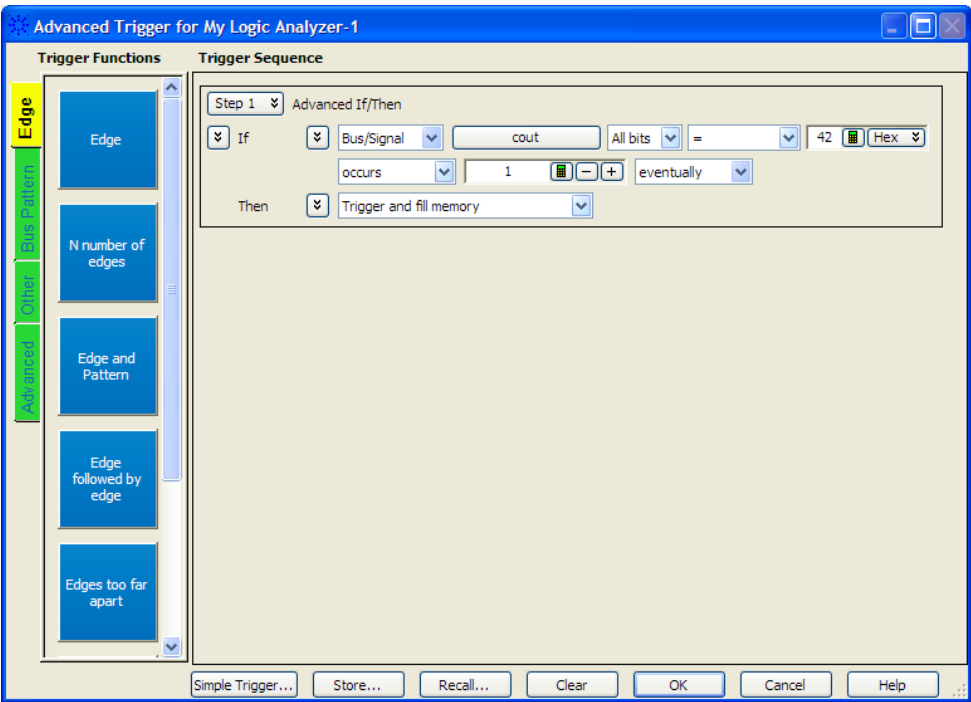 Advanced Trigger for My Logic Analyzer-1
Trigger Functions
Trigger Sequence
Edge
Bus Pattern
Other
Advanced
Edge
N number of
edges
Edge and
Pattern
Edge
followed by
edge
Edges too far
apart
Step 1 Advanced If/Then
If Bus/Signal cout All bits = 42 Hex
occurs 1 - + eventually
Then Trigger and fill memory
Simple Trigger... Store... Recall... Clear OK Cancel Help